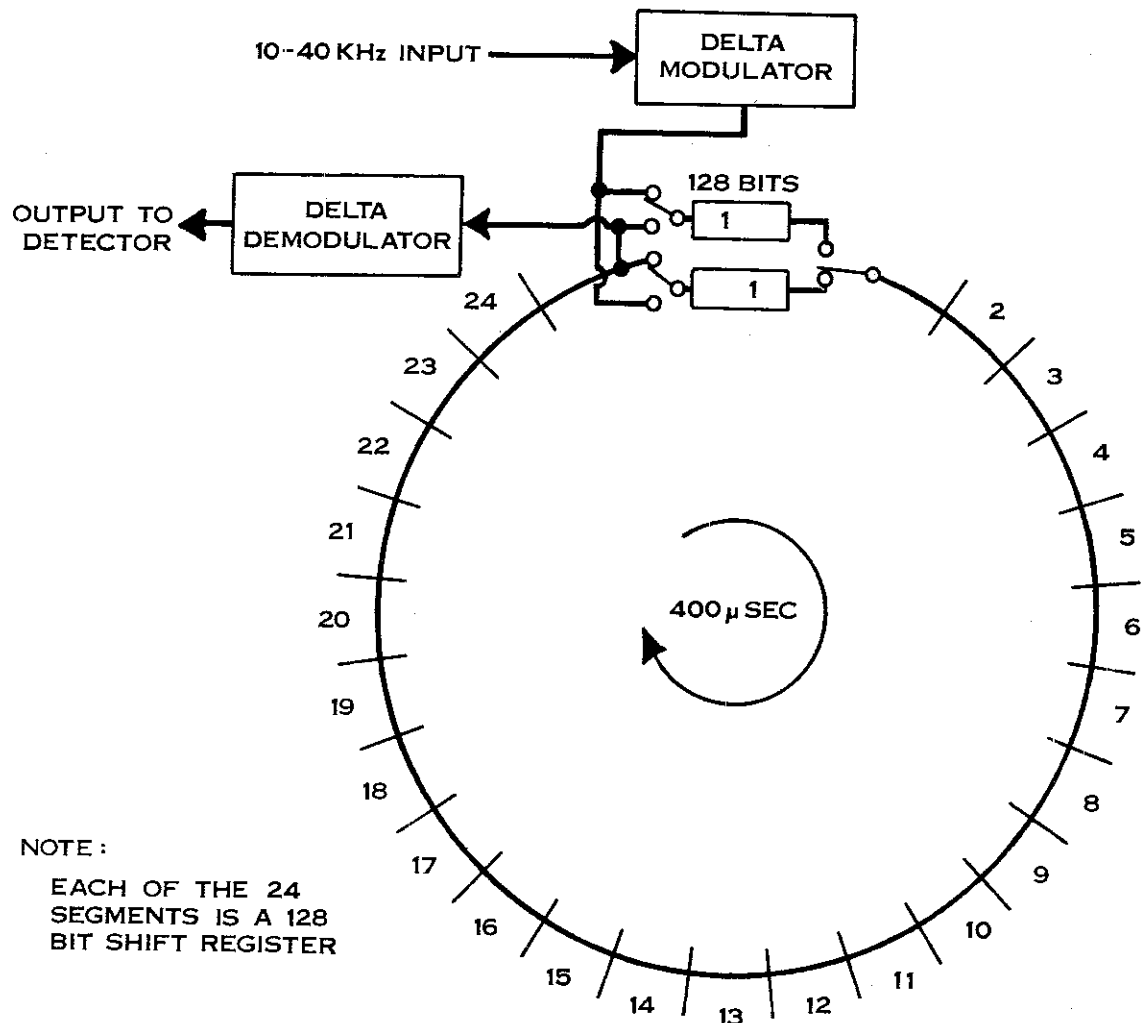 10-40 KHz INPUT
DELTA
MODULATOR
128 BITS
OUTPUT TO
DETECTOR
DELTA
DEMODULATOR
1
1
24
2
23
3
22
4
21
5
400 μ SEC
20
6
19
7
18
8
17
9
16
10
15
11
14
13
12
NOTE:
EACH OF THE 24
SEGMENTS IS A 128
BIT SHIFT REGISTER